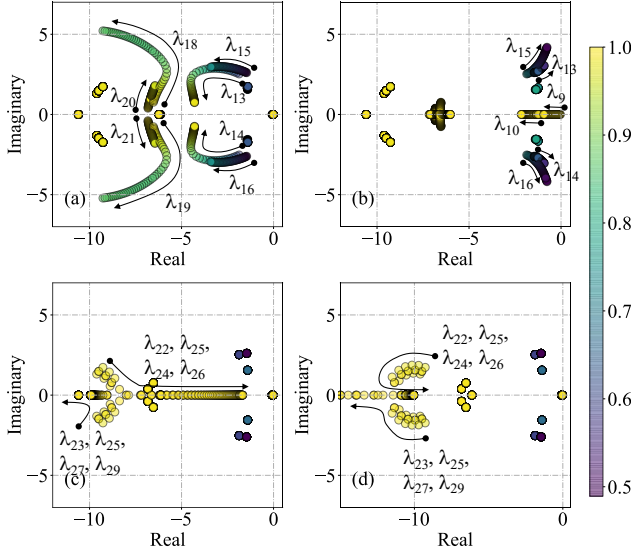 5
0
−5
−10
−5
0
Imaginary
Real
(a)
λ18
λ15
λ20
λ13
λ21
λ14
λ16
λ19
5
0
−5
−10
−5
0
Imaginary
Real
(b)
λ15
λ13
λ9
λ10
λ16
λ14
5
0
−5
−10
−5
0
Imaginary
Real
(c)
λ22, λ25,
λ24, λ26
λ23, λ25,
λ27, λ29
5
0
−5
−10
−5
0
Imaginary
Real
(d)
λ22, λ25,
λ24, λ26
λ23, λ25,
λ27, λ29
1.0
0.9
0.8
0.7
0.6
0.5